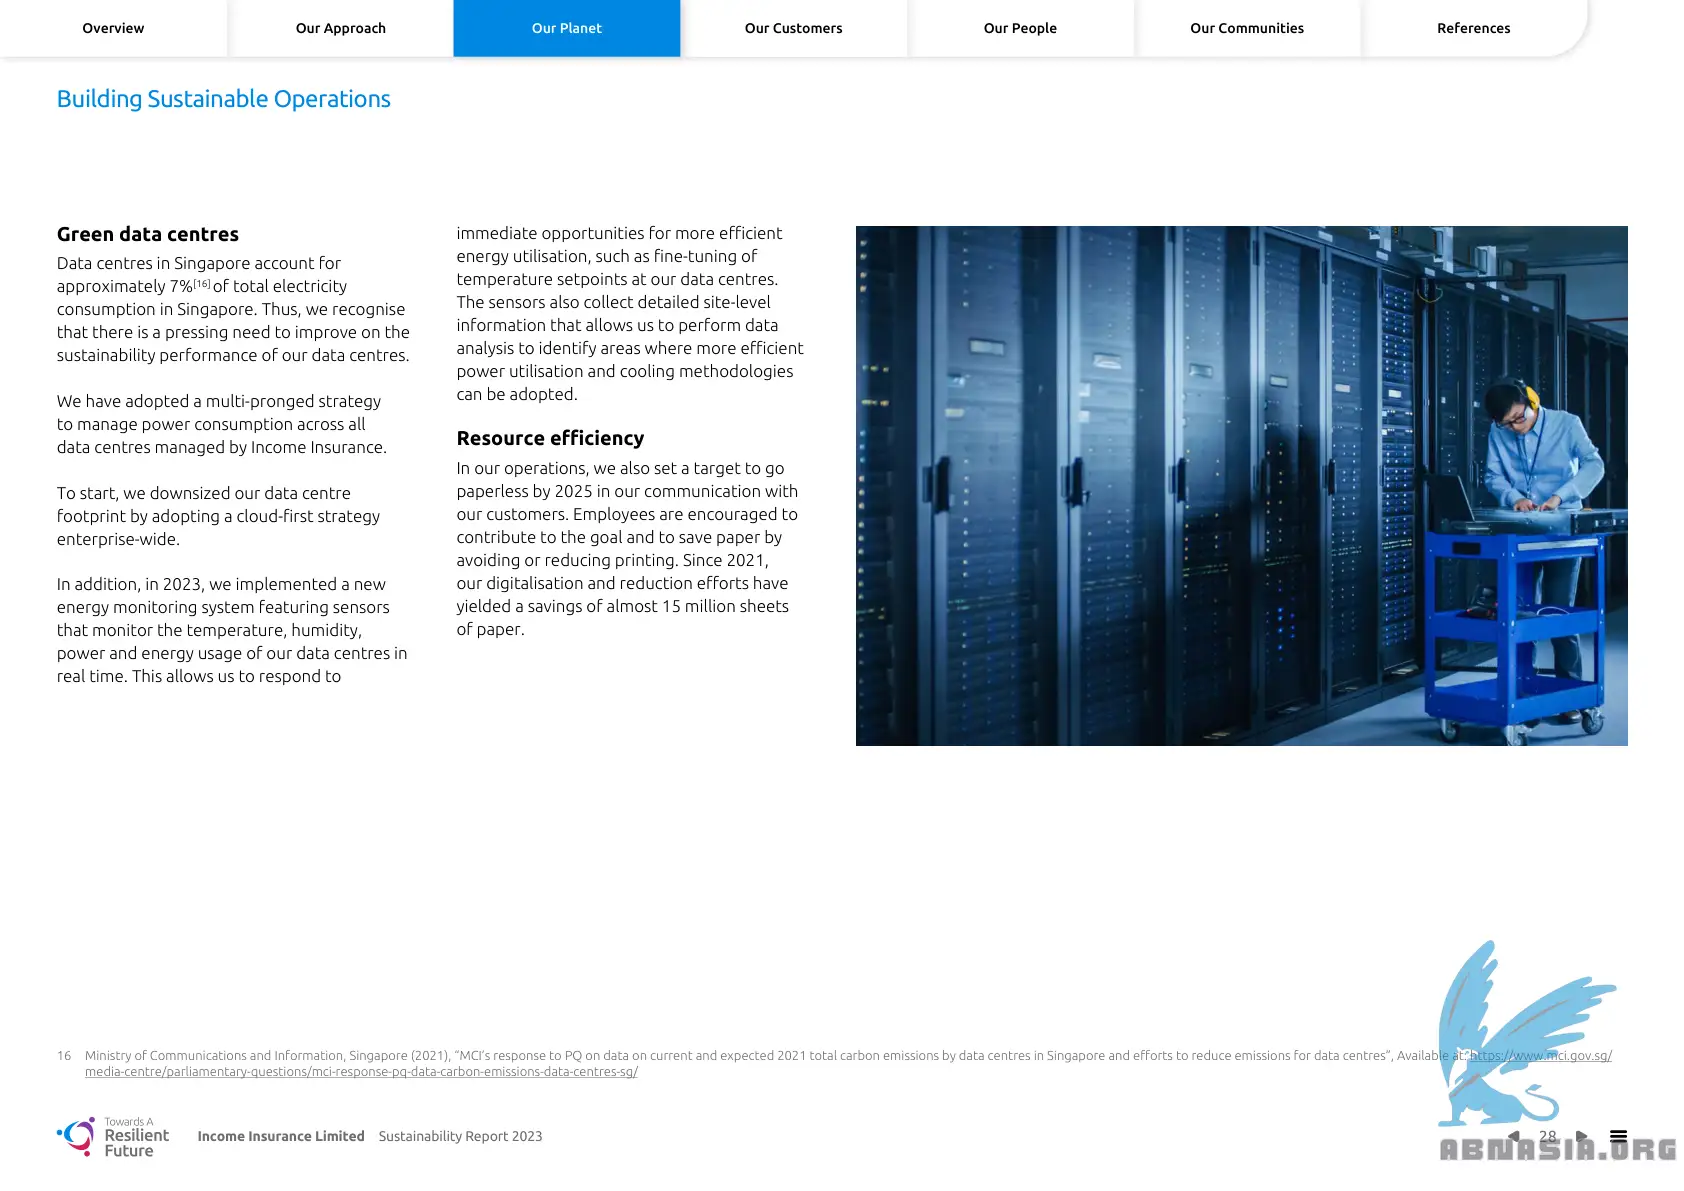 Overview
Our Approach
Our Planet
Our Customers
Our People
Our Communities
References
Building Sustainable Operations
Green data centres
Data centres in Singapore account for
approximately 7%[16] of total electricity
consumption in Singapore. Thus, we recognise
that there is a pressing need to improve on the
sustainability performance of our data centres.
We have adopted a multi-pronged strategy
to manage power consumption across all
data centres managed by Income Insurance.
To start, we downsized our data centre
footprint by adopting a cloud-first strategy
enterprise-wide.
In addition, in 2023, we implemented a new
energy monitoring system featuring sensors
that monitor the temperature, humidity,
power and energy usage of our data centres in
real time. This allows us to respond to
immediate opportunities for more efficient
energy utilisation, such as fine-tuning of
temperature setpoints at our data centres.
The sensors also collect detailed site-level
information that allows us to perform data
analysis to identify areas where more efficient
power utilisation and cooling methodologies
can be adopted.
Resource efficiency
In our operations, we also set a target to go
paperless by 2025 in our communication with
our customers. Employees are encouraged to
contribute to the goal and to save paper by
avoiding or reducing printing. Since 2021,
our digitalisation and reduction efforts have
yielded a savings of almost 15 million sheets
of paper.
16 Ministry of Communications and Information, Singapore (2021), “MCI’s response to PQ on data on current and expected 2021 total carbon emissions by data centres in Singapore and efforts to reduce emissions for data centres”, Available at: https://www.mci.gov.sg/
media-centre/parliamentary-questions/mci-response-pq-data-carbon-emissions-data-centres-sg/
Towards A
Resilient
Future
Income Insurance Limited Sustainability Report 2023
28
ABNASIA.ORG